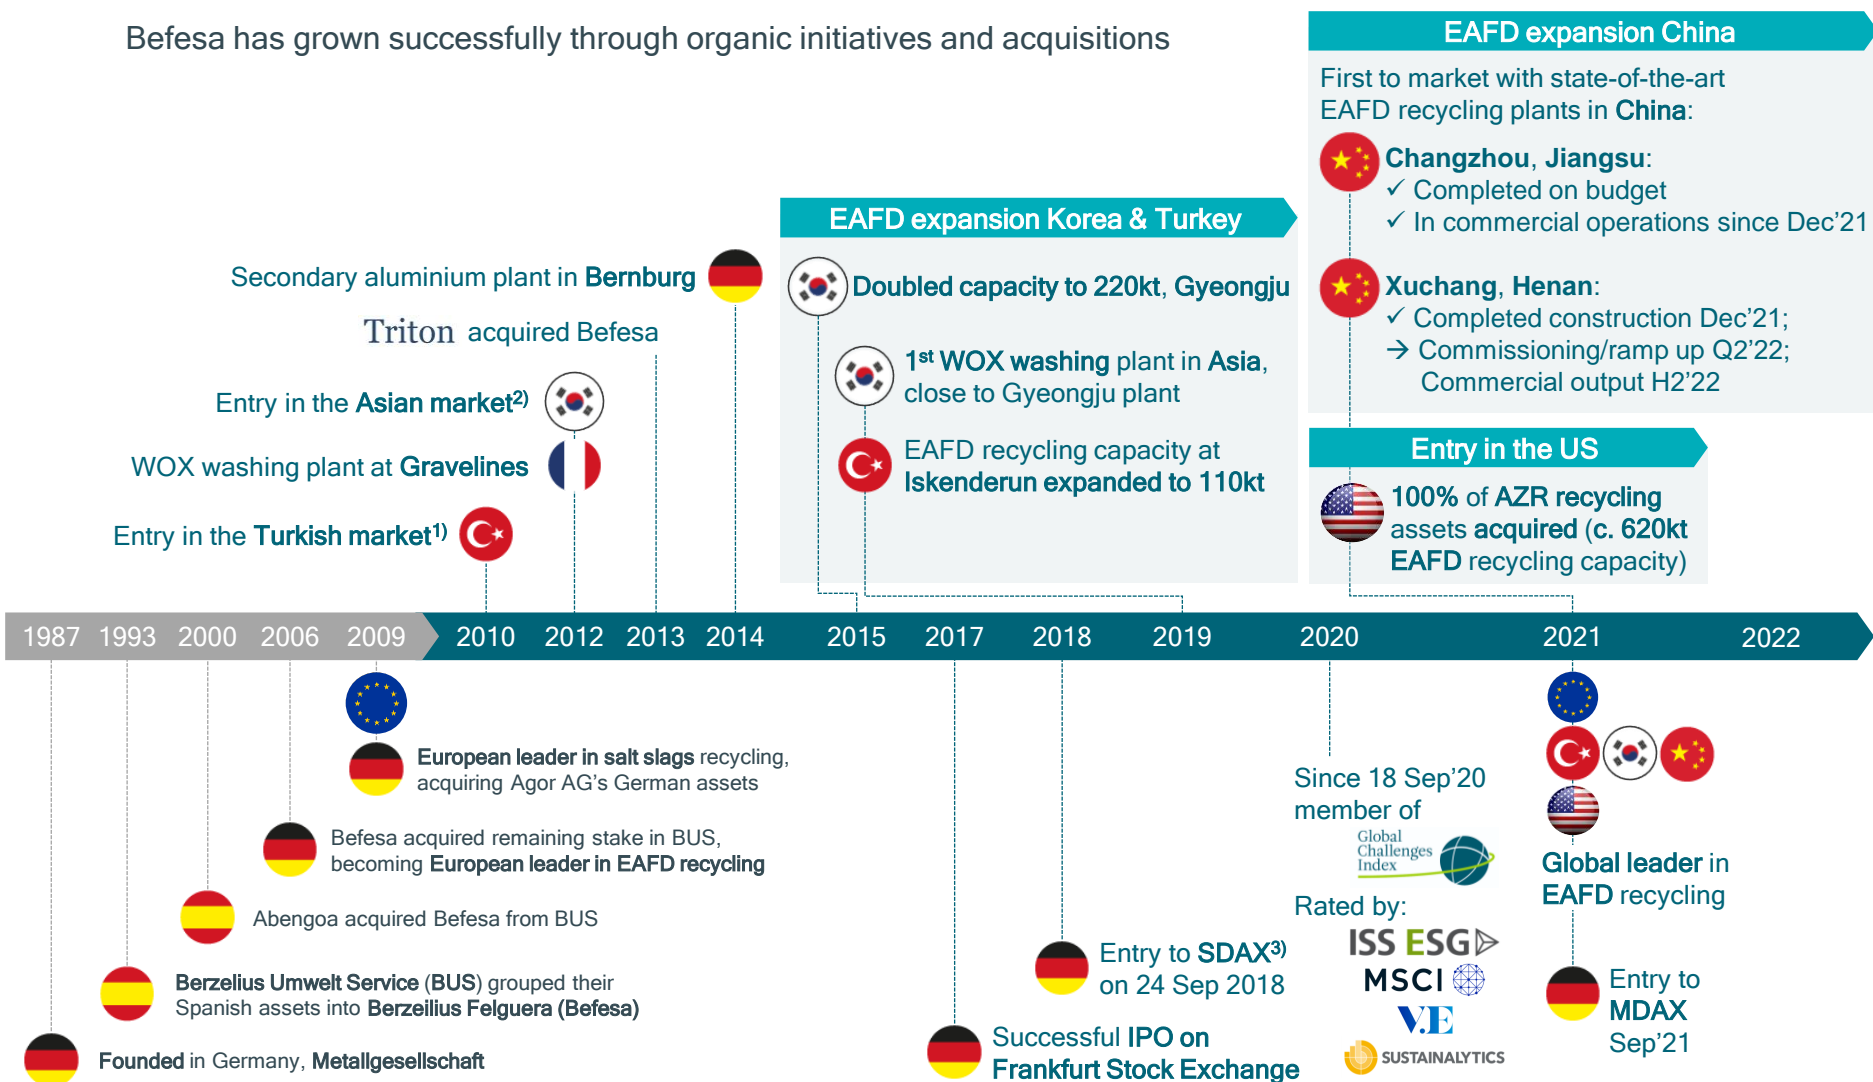 Befesa has grown successfully through organic initiatives and acquisitions
EAFD expansion China
First to market with state-of-the-art
EAFD recycling plants in China:
Changzhou, Jiangsu:
✓ Completed on budget
✓ In commercial operations since Dec'21
Xuchang, Henan:
✓ Completed construction Dec'21;
→ Commissioning/ramp up Q2'22;
Commercial output H2'22
EAFD expansion Korea & Turkey
Doubled capacity to 220kt, Gyeongju
1st WOX washing plant in Asia,
close to Gyeongju plant
EAFD recycling capacity at
Iskenderun expanded to 110kt
Entry in the US
100% of AZR recycling
assets acquired (c. 620kt
EAFD recycling capacity)
Secondary aluminium plant in Bernburg
Triton acquired Befesa
Entry in the Asian market2)
WOX washing plant at Gravelines
Entry in the Turkish market1)
1987 1993 2000 2006 2009 2010 2012 2013 2014 2015 2017 2018 2019 2020 2021 2022
European leader in salt slags recycling,
acquiring Agor AG's German assets
Befesa acquired remaining stake in BUS,
becoming European leader in EAFD recycling
Abengoa acquired Befesa from BUS
Berzelius Umwelt Service (BUS) grouped their
Spanish assets into Berzeilius Felguera (Befesa)
Founded in Germany, Metallgesellschaft
Successful IPO on
Frankfurt Stock Exchange
Entry to SDAX3)
on 24 Sep 2018
Since 18 Sep'20
member of
Global
Challenges
Index
Rated by:
ISS ESG
MSCI
V.E
SUSTAINALYTICS
Global leader in
EAFD recycling
Entry to
MDAX
Sep'21